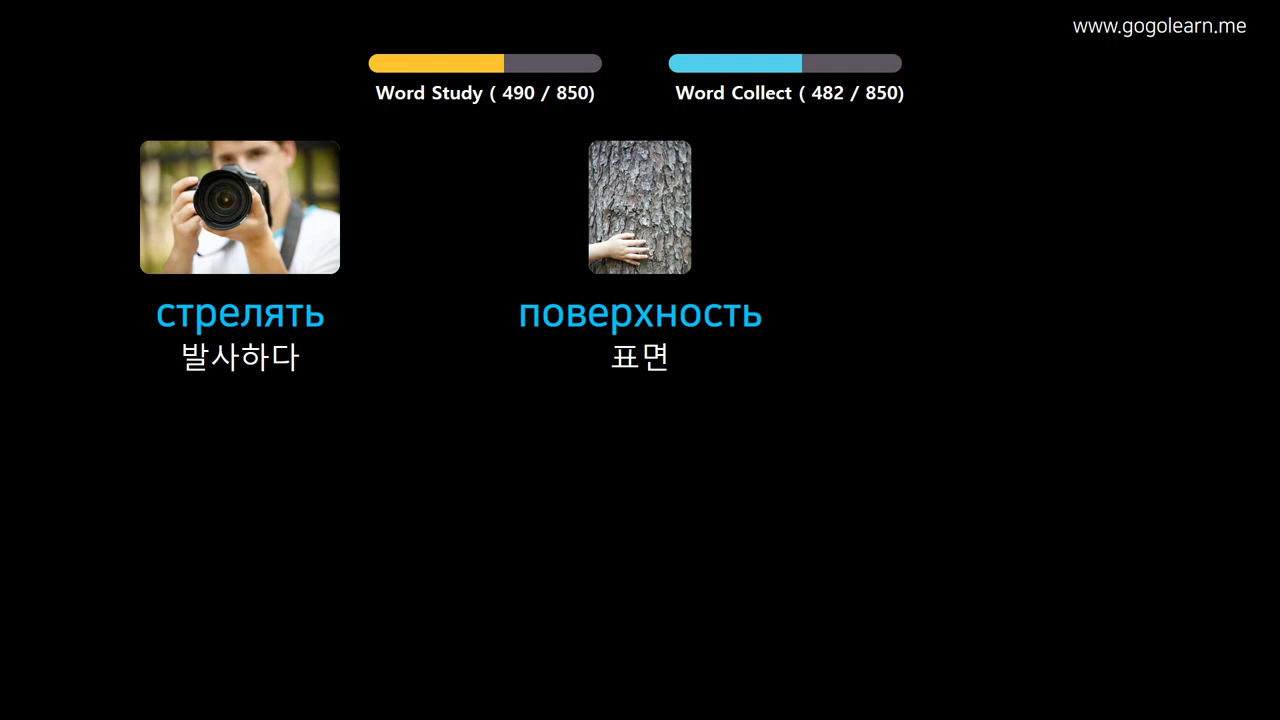 www.gogolearn.me
Word Study ( 490 / 850)
Word Collect ( 482 / 850)
стрелять
발사하다
поверхность
표면